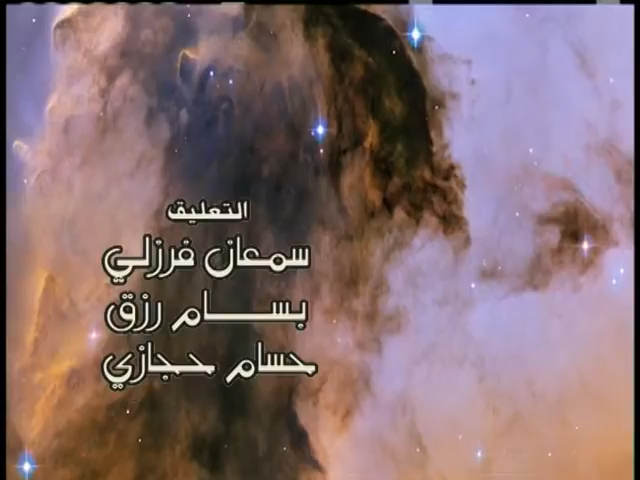 التعليق
سمعان فرزلي
بسام رزق
حسام حجازي